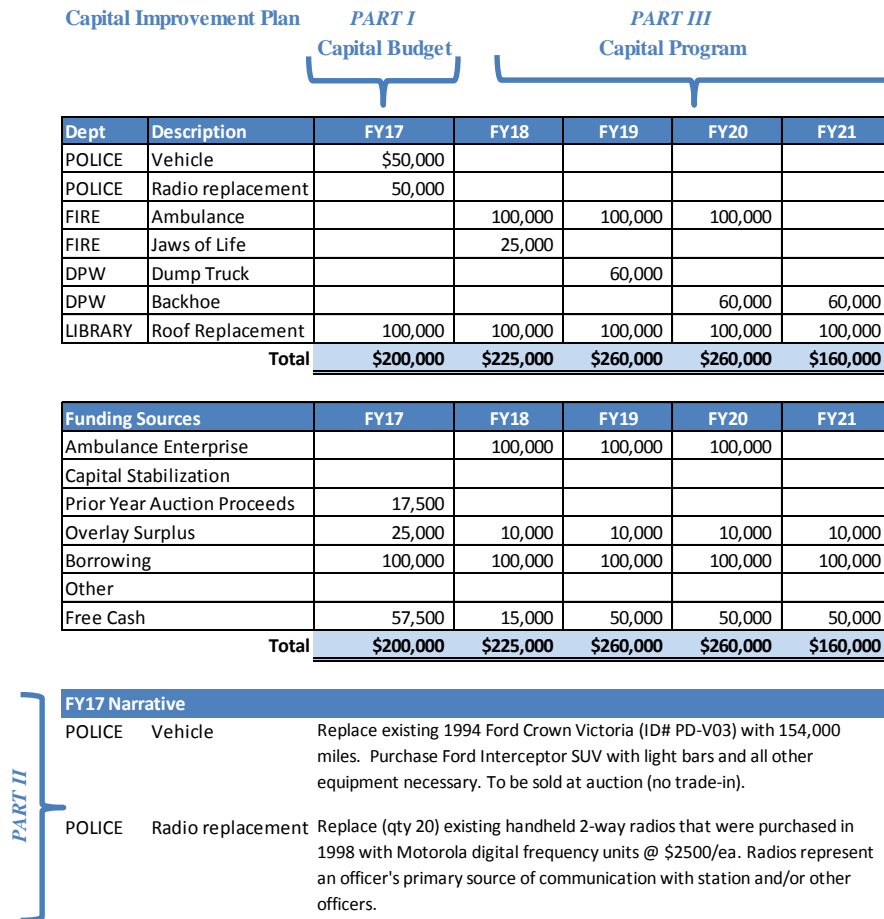 Capital Improvement Plan PART I PART III
Capital Budget Capital Program
Dept Description FY17 FY18 FY19 FY20 FY21
POLICE Vehicle $50,000
POLICE Radio replacement 50,000
FIRE Ambulance 100,000 100,000 100,000
FIRE Jaws of Life 25,000
DPW Dump Truck 60,000
DPW Backhoe 60,000 60,000
LIBRARY Roof Replacement 100,000 100,000 100,000 100,000 100,000
Total $200,000 $225,000 $260,000 $260,000 $160,000
Funding Sources FY17 FY18 FY19 FY20 FY21
Ambulance Enterprise 100,000 100,000 100,000
Capital Stabilization
Prior Year Auction Proceeds 17,500
Overlay Surplus 25,000 10,000 10,000 10,000 10,000
Borrowing 100,000 100,000 100,000 100,000 100,000
Other
Free Cash 57,500 15,000 50,000 50,000 50,000
Total $200,000 $225,000 $260,000 $260,000 $160,000
PART II
FY17 Narrative
POLICE Vehicle Replace existing 1994 Ford Crown Victoria (ID# PD-V03) with 154,000
miles. Purchase Ford Interceptor SUV with light bars and all other
equipment necessary. To be sold at auction (no trade-in).
POLICE Radio replacement Replace (qty 20) existing handheld 2-way radios that were purchased in
1998 with Motorola digital frequency units @ $2500/ea. Radios represent
an officer's primary source of communication with station and/or other
officers.